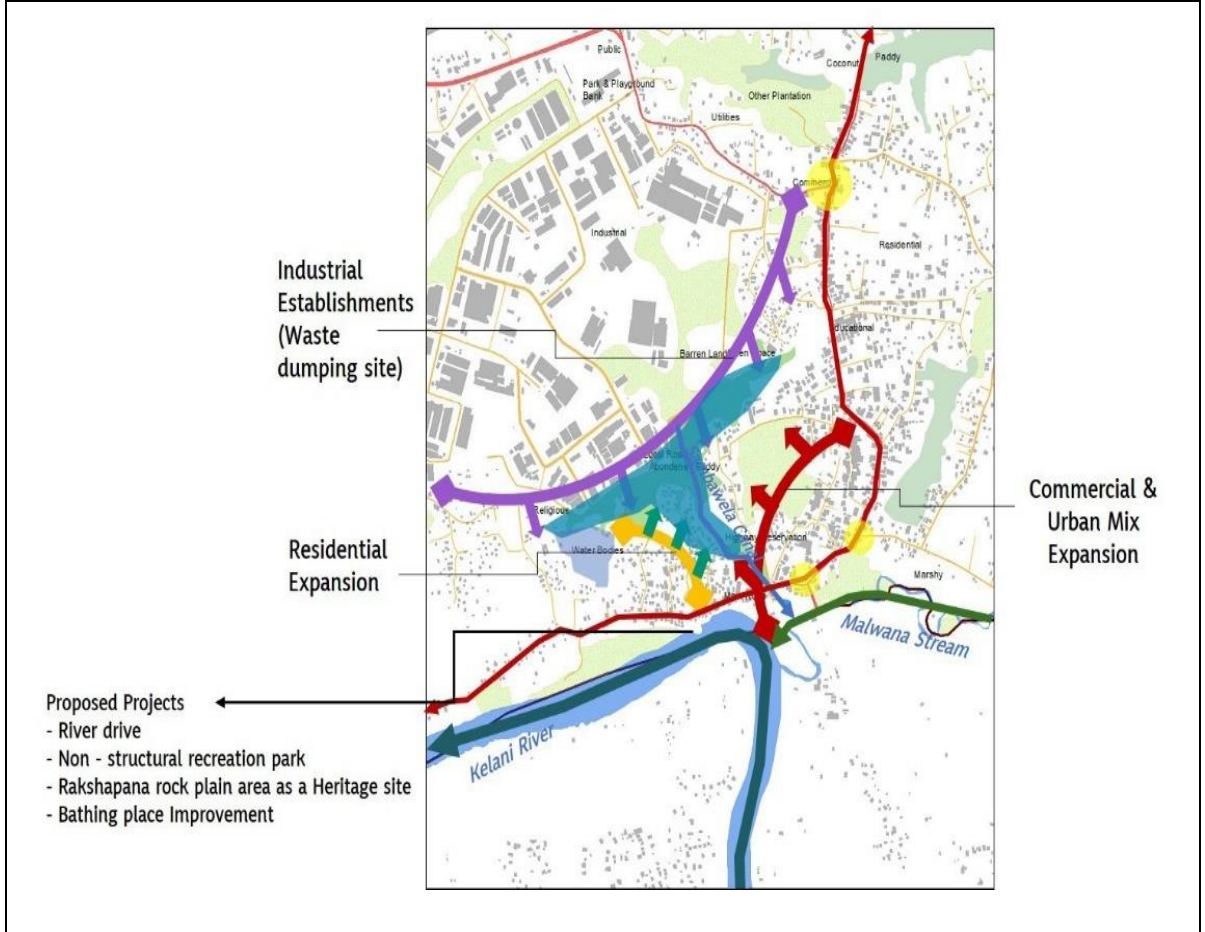 Public
Coconut
Paddy
Park & Playground
Bank
Other Plantation
Utilities
Industrial
Residential
Industrial
Establishments
(Waste
dumping site)
Educational
Barren Land
Commercial &
Urban Mix
Expansion
Religious
Residential
Expansion
Water Bodies
Marshy
Malwana Stream
Kelani River
Proposed Projects
- River drive
- Non - structural recreation park
- Rakshapana rock plain area as a Heritage site
- Bathing place Improvement